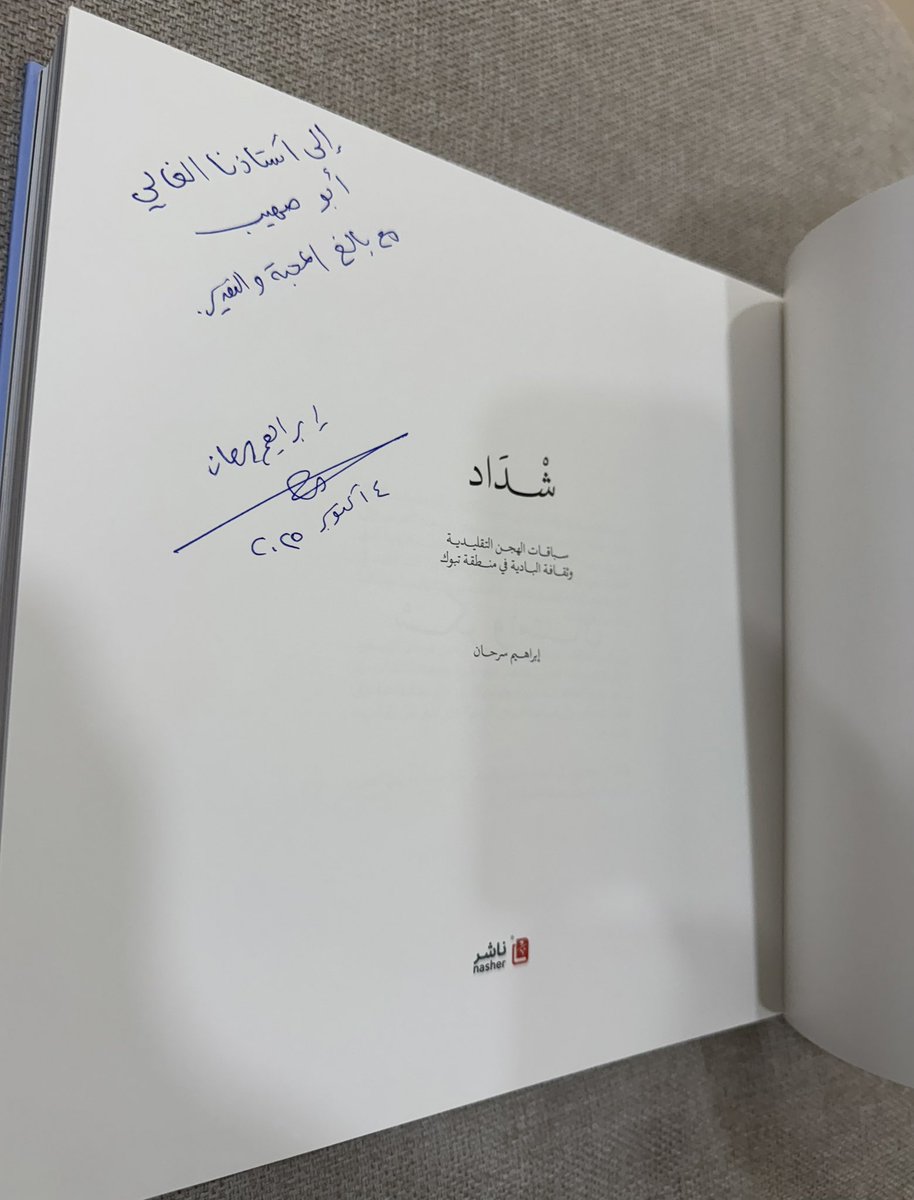 إلى أستاذنا الغالي
أبو صهيب
مع بالغ المحبة والتقدير.
إبراهيم سرحان
٤ أكتوبر ٢٠٢٥
شْدَاد
سباقات الهجن التقليدية
وثقافة البادية في منطقة تبوك
إبراهيم سرحان
ناشر
nasher